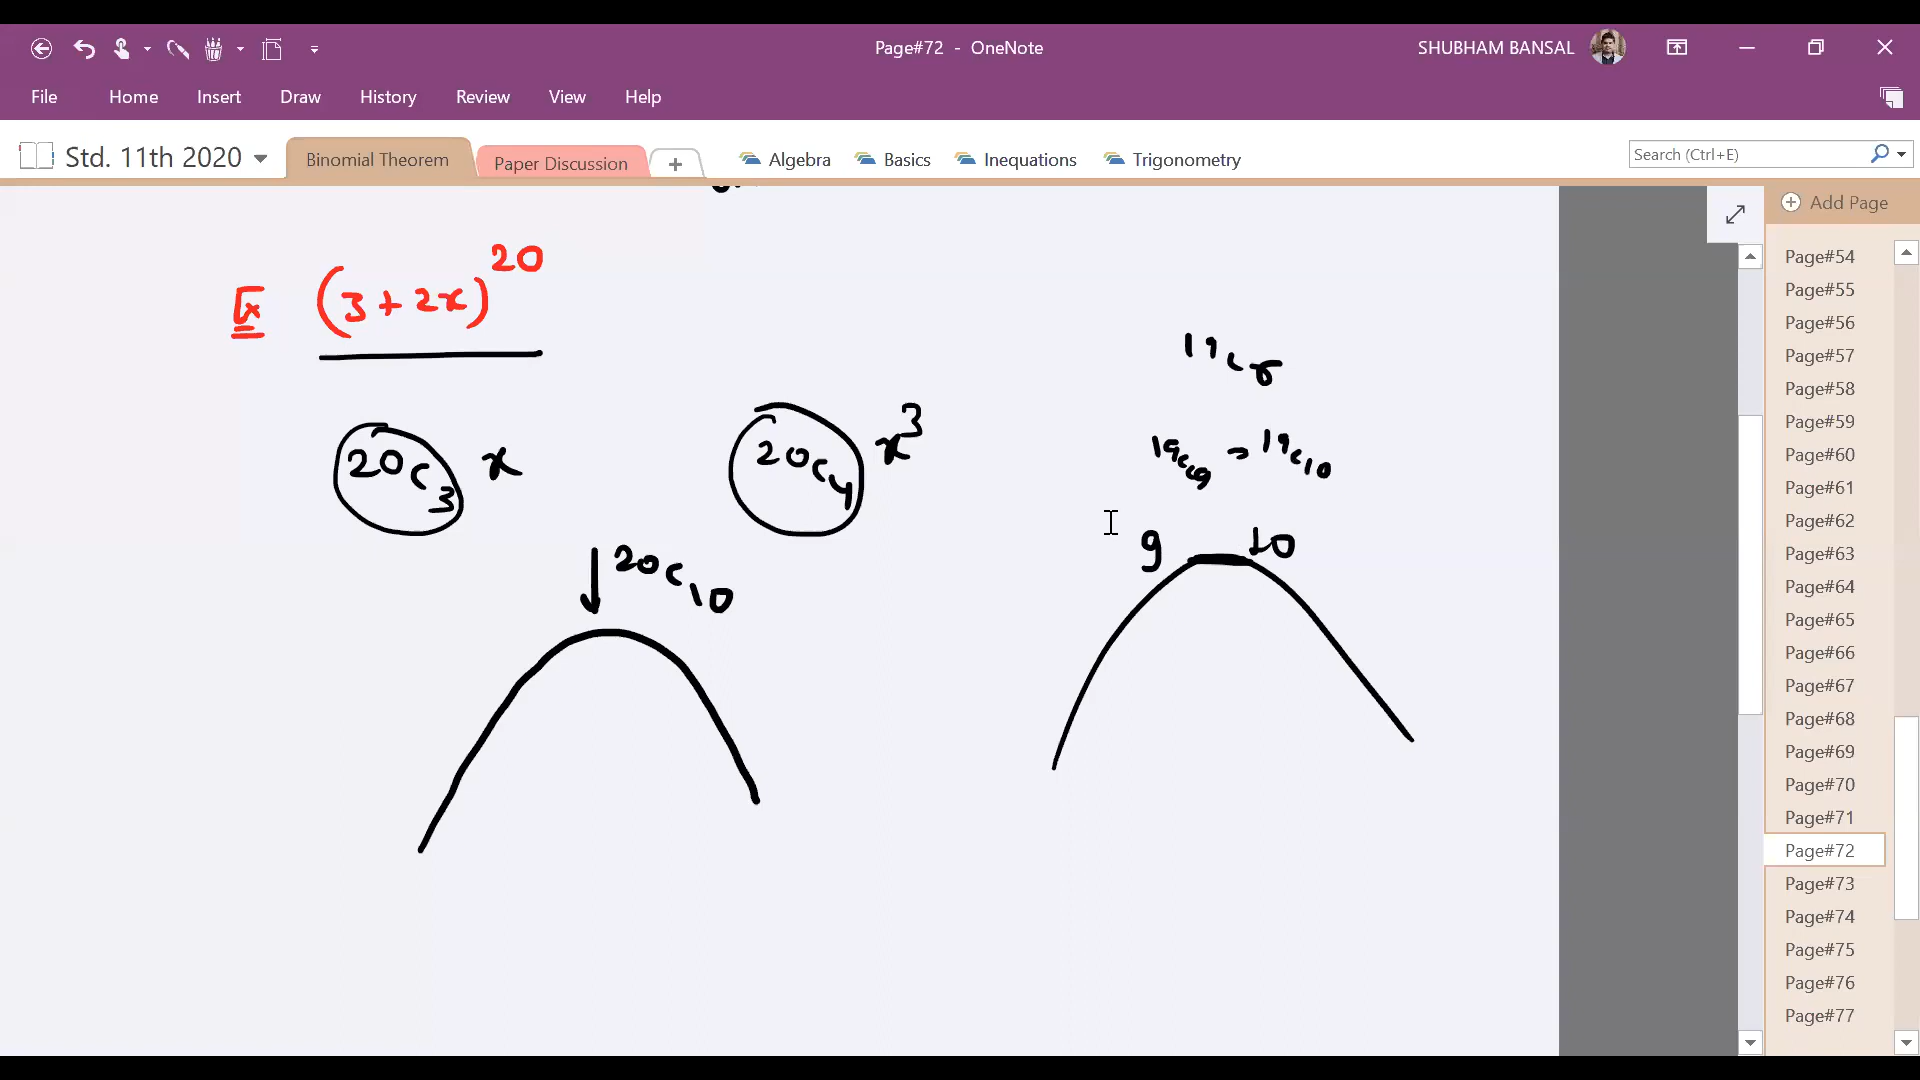 Page#72 - OneNote
SHUBHAM BANSAL
File Home Insert Draw History Review View Help
Std. 11th 2020 Binomial Theorem Paper Discussion + Algebra Basics Inequations Trigonometry
Search (Ctrl+E)
Add Page
Ex (3+2x)^20
19Cr
20C3 x
20C4 x^3
19C9 = 19C10
20C10
9 10
Page#54
Page#55
Page#56
Page#57
Page#58
Page#59
Page#60
Page#61
Page#62
Page#63
Page#64
Page#65
Page#66
Page#67
Page#68
Page#69
Page#70
Page#71
Page#72
Page#73
Page#74
Page#75
Page#76
Page#77